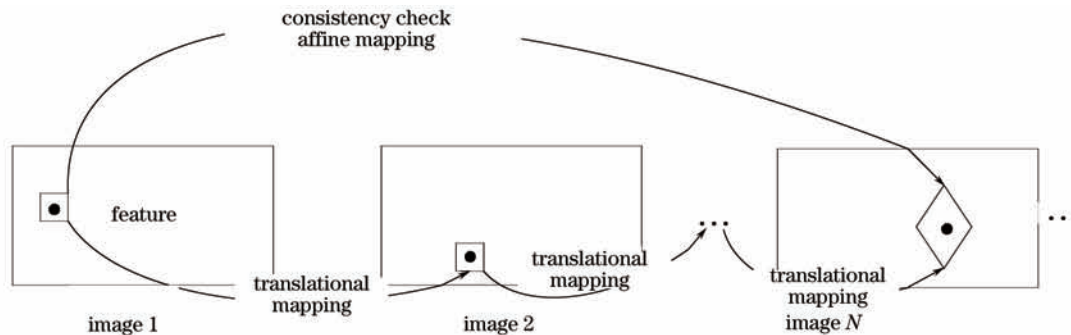 consistency check
affine mapping
feature
translational
mapping
translational
mapping
translational
mapping
image 1
image 2
image N